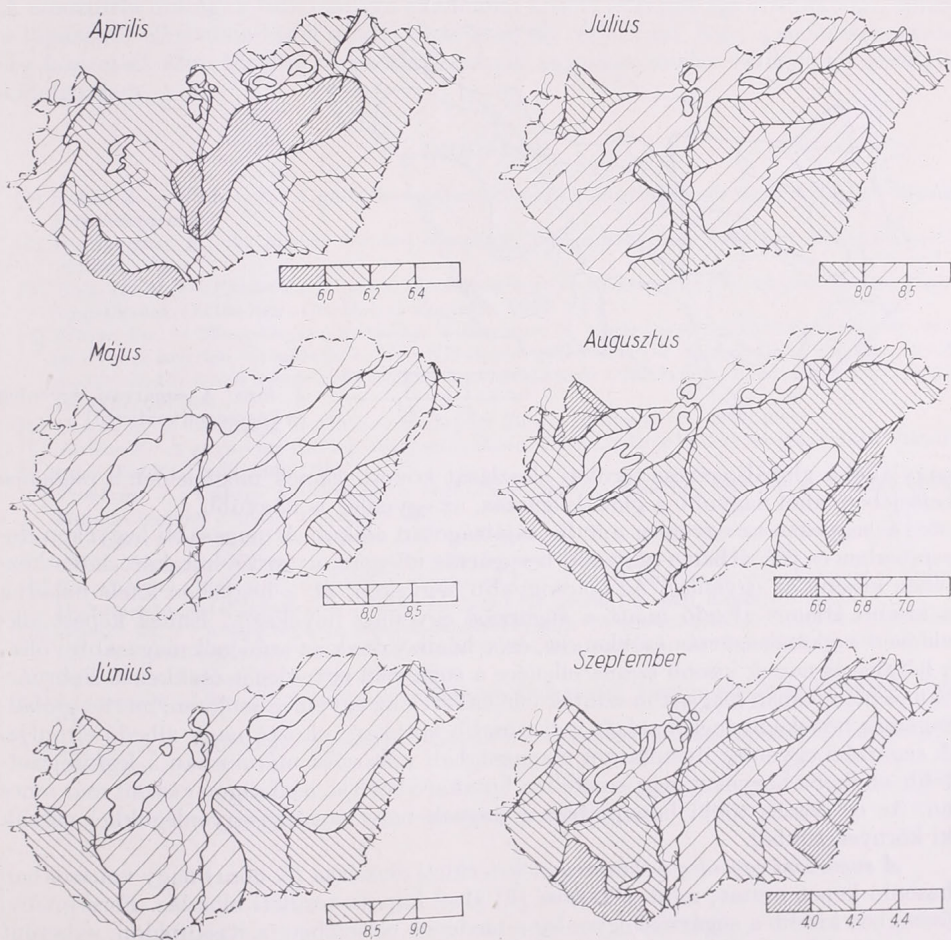 Április
6,0 6,2 6,4
Július
8,0 8,5
Május
8,0 8,5
Augusztus
6,6 6,8 7,0
Június
8,5 9,0
Szeptember
4,0 4,2 4,4